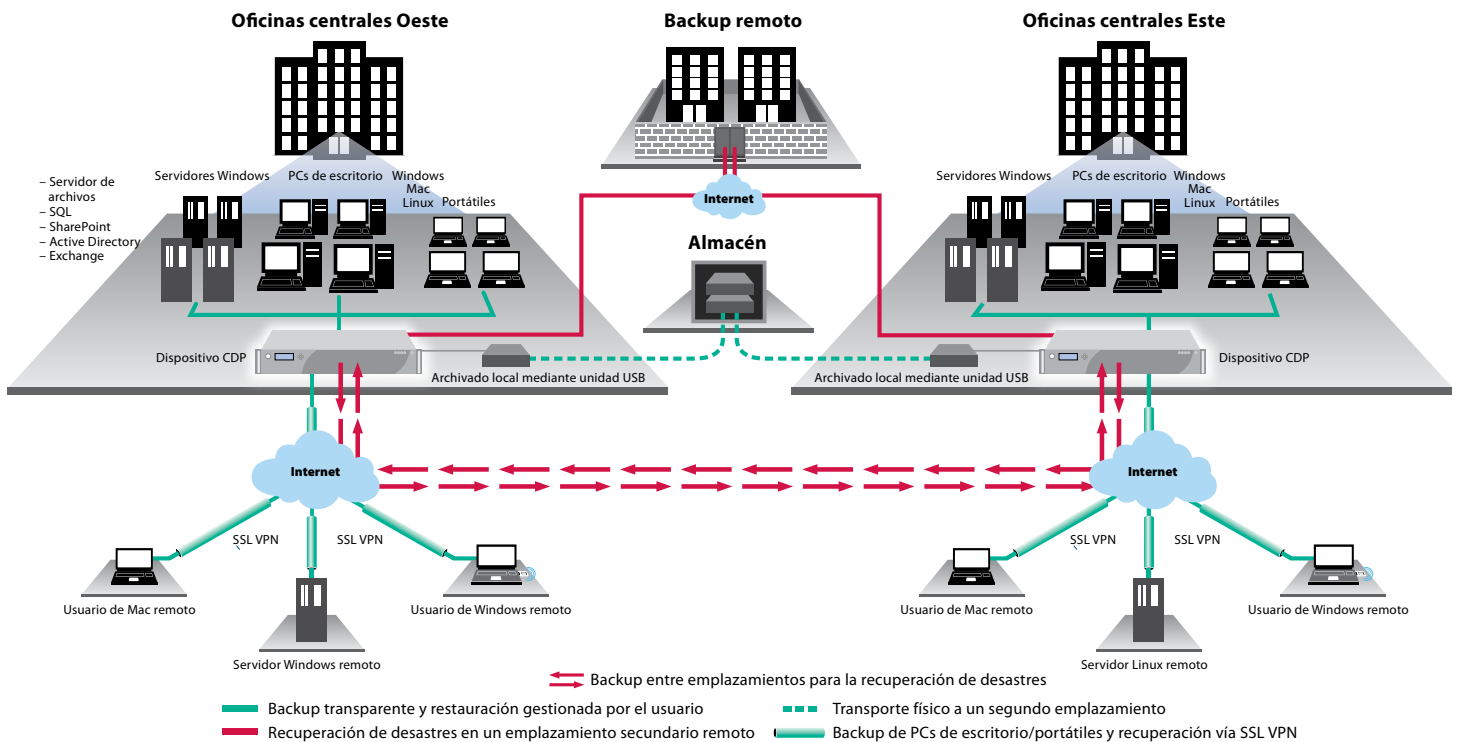 Oficinas centrales Oeste
Backup remoto
Oficinas centrales Este
Servidores Windows
PCs de escritorio
Windows
Mac
Linux
Portátiles
– Servidor de
archivos
– SQL
– SharePoint
– Active Directory
– Exchange
Internet
Almacén
Servidores Windows
PCs de escritorio
Windows
Mac
Linux
Portátiles
Dispositivo CDP
Archivado local mediante unidad USB
Archivado local mediante unidad USB
Dispositivo CDP
Internet
Internet
SSL VPN
SSL VPN
SSL VPN
SSL VPN
Usuario de Mac remoto
Usuario de Windows remoto
Usuario de Mac remoto
Usuario de Windows remoto
Servidor Windows remoto
Servidor Linux remoto
Backup entre emplazamientos para la recuperación de desastres
Backup transparente y restauración gestionada por el usuario
Transporte físico a un segundo emplazamiento
Recuperación de desastres en un emplazamiento secundario remoto
Backup de PCs de escritorio/portátiles y recuperación vía SSL VPN